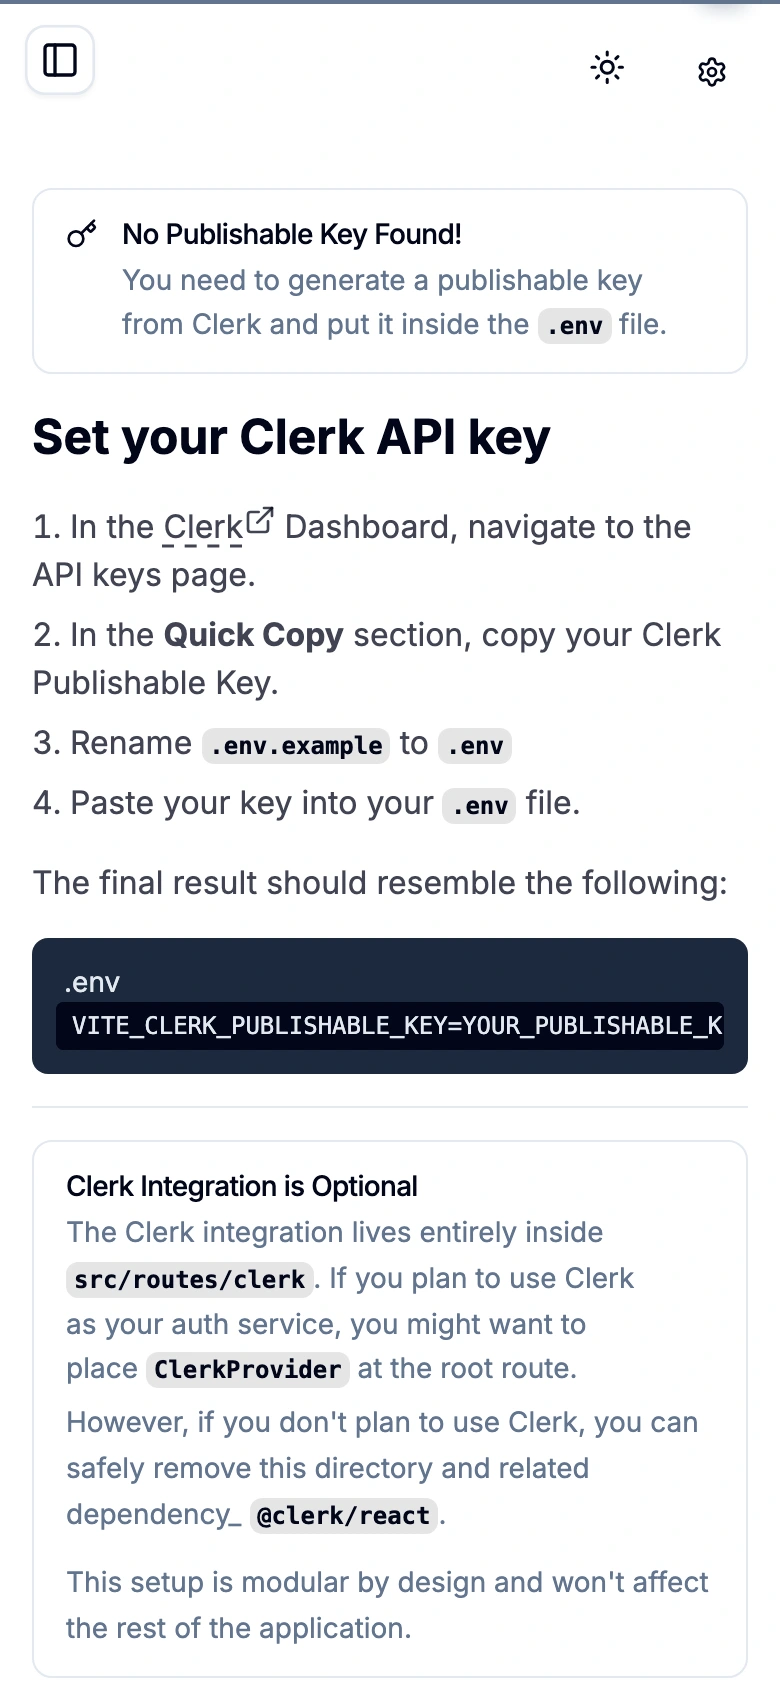 No Publishable Key Found!
You need to generate a publishable key
from Clerk and put it inside the .env file.
Set your Clerk API key
1. In the Clerk Dashboard, navigate to the
API keys page.
2. In the Quick Copy section, copy your Clerk
Publishable Key.
3. Rename .env.example to .env
4. Paste your key into your .env file.
The final result should resemble the following:
.env
VITE_CLERK_PUBLISHABLE_KEY=YOUR_PUBLISHABLE_K
Clerk Integration is Optional
The Clerk integration lives entirely inside
src/routes/clerk. If you plan to use Clerk
as your auth service, you might want to
place ClerkProvider at the root route.
However, if you don't plan to use Clerk, you can
safely remove this directory and related
dependency_ @clerk/react.
This setup is modular by design and won't affect
the rest of the application.